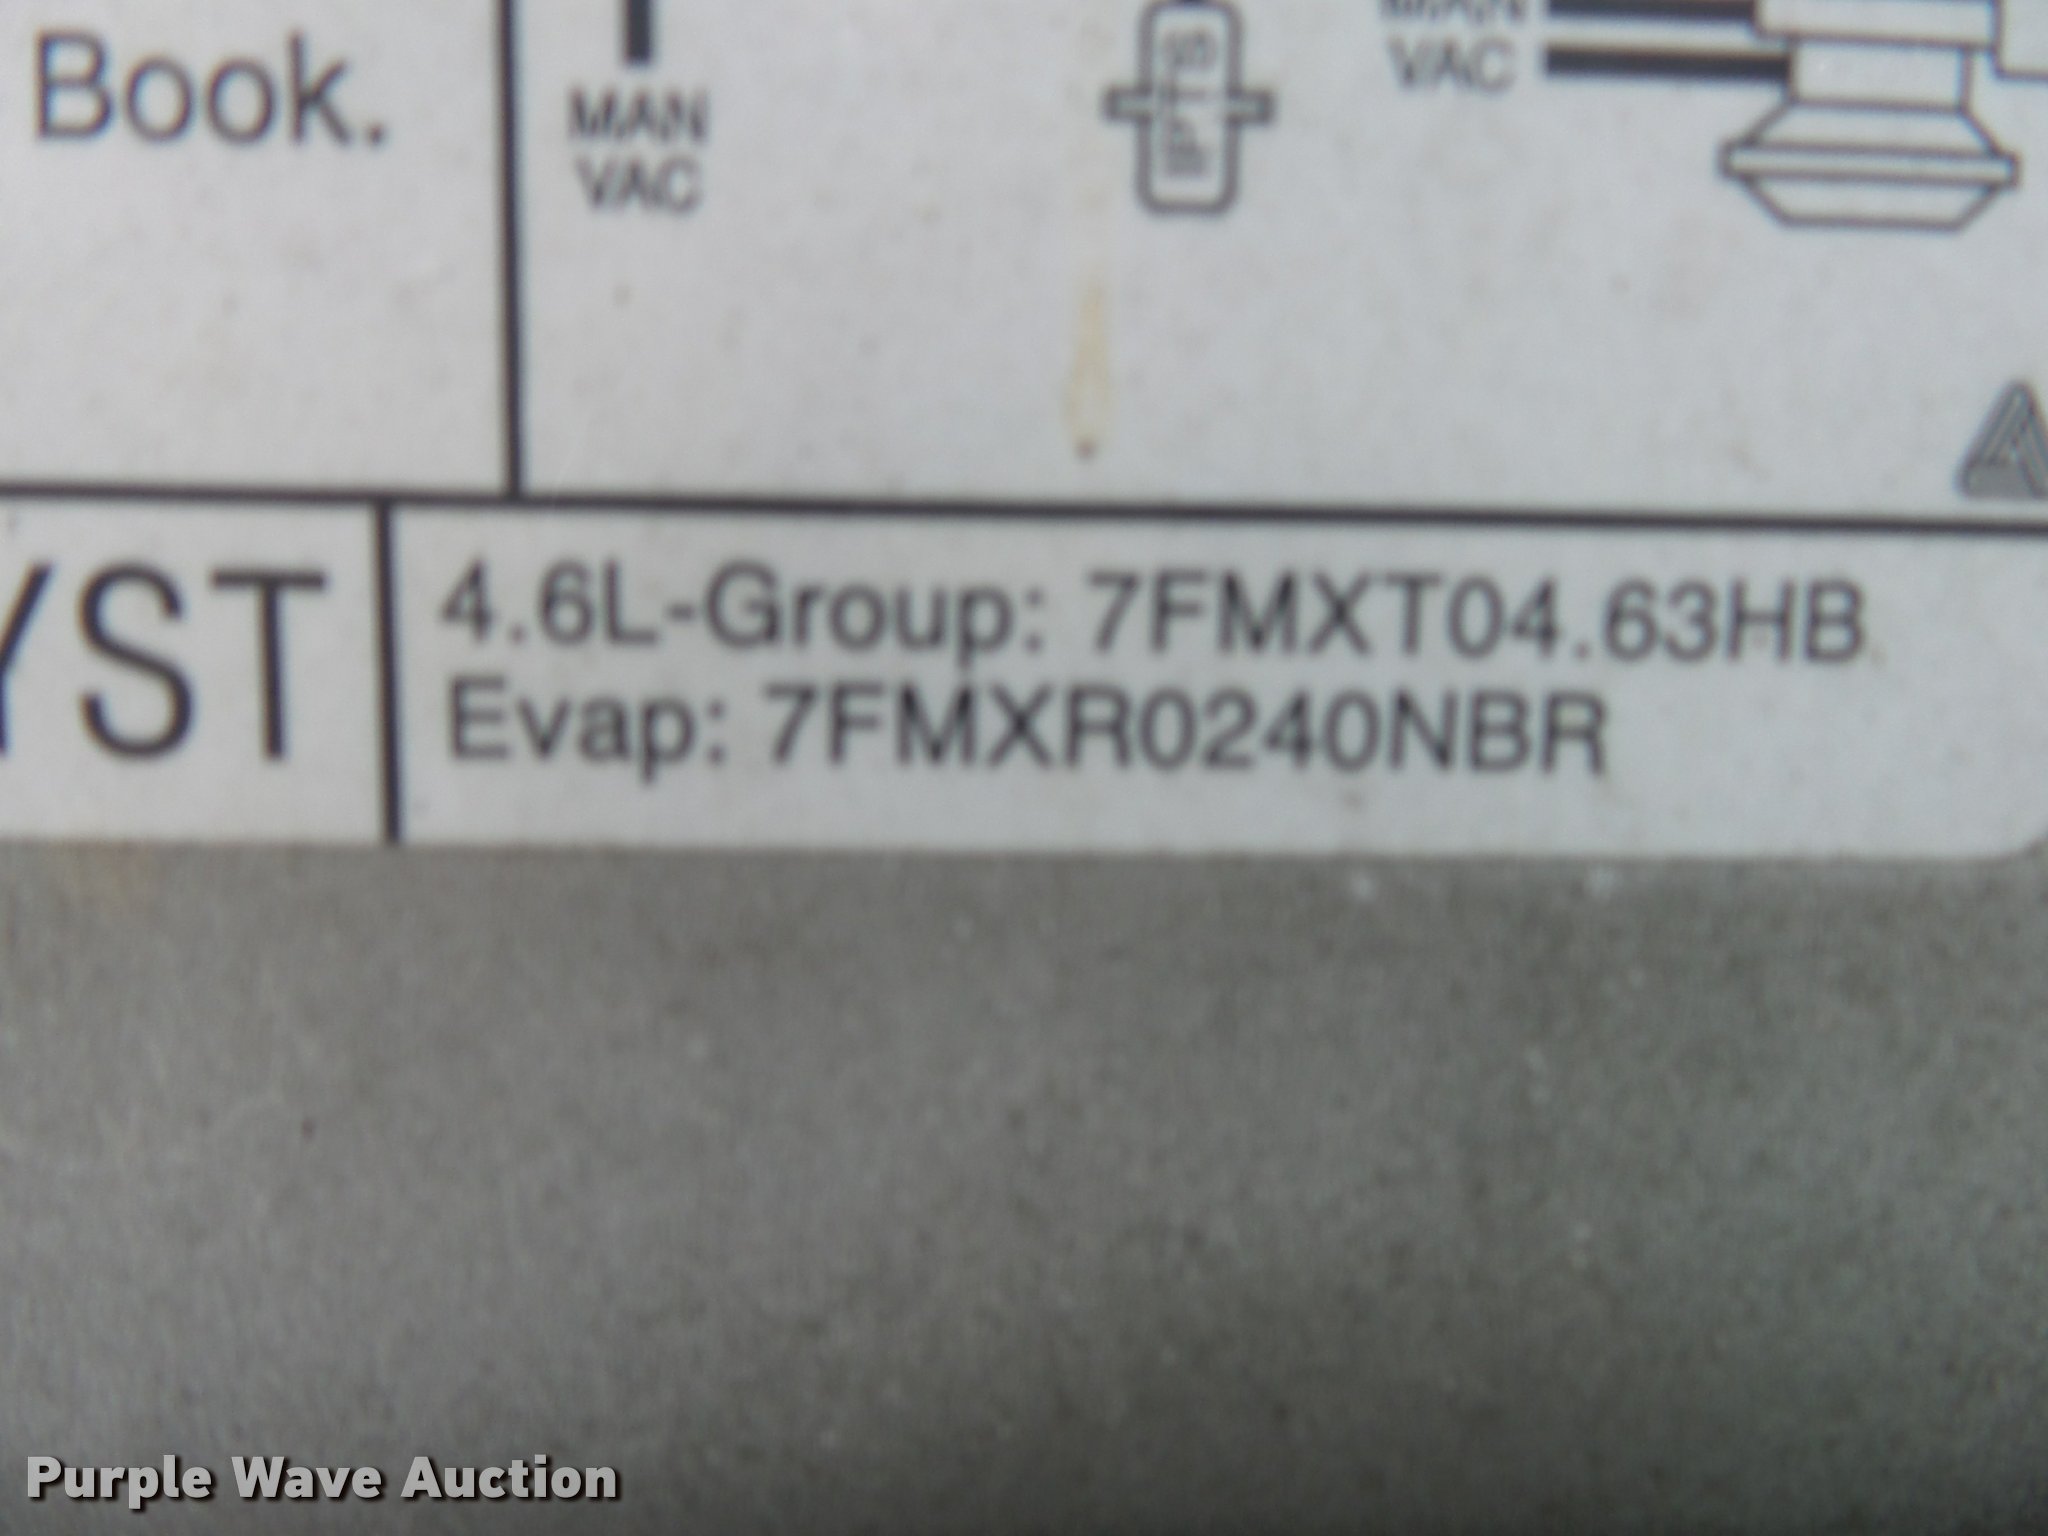 Book.
MAN
VAC
MAN
VAC
YST
4.6L-Group: 7FMXT04.63HB
Evap: 7FMXR0240NBR
Purple Wave Auction